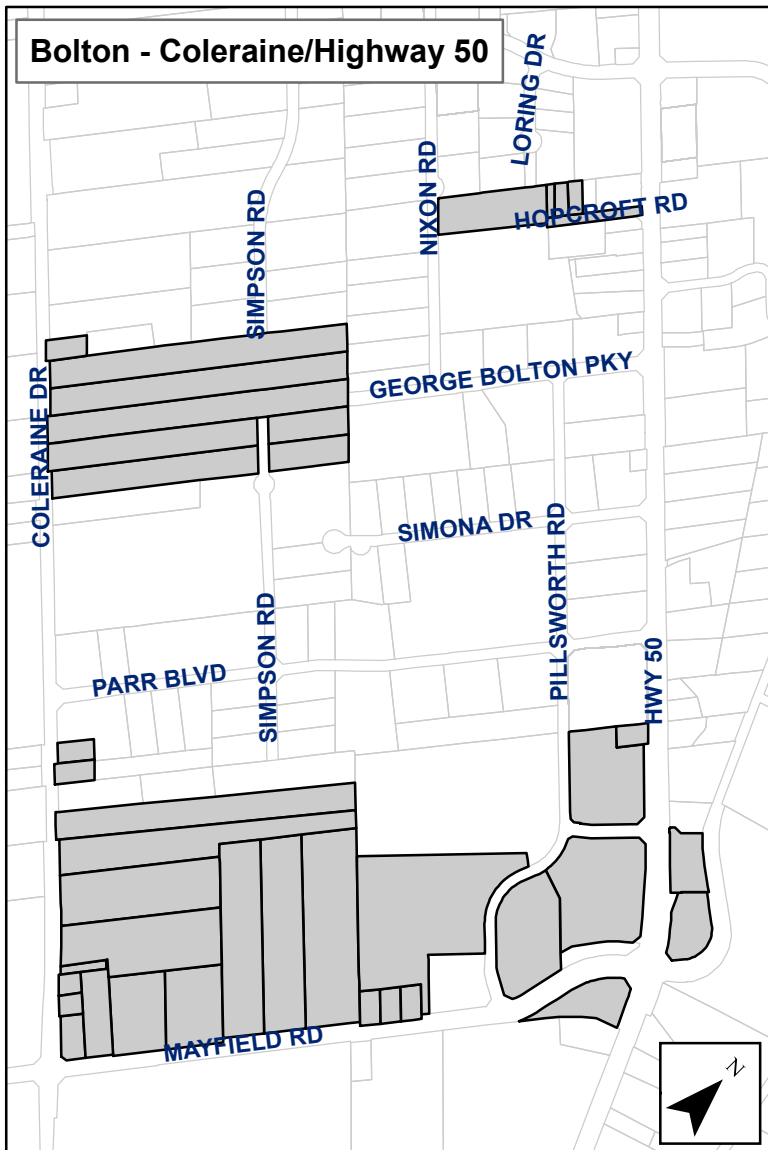 Bolton - Coleraine/Highway 50
LORING DR
NIXON RD
SIMPSON RD
HOPCROFT RD
GEORGE BOLTON PKY
COLERAINE DR
SIMONA DR
PILLSWORTH RD
SIMPSON RD
HWY 50
PARR BLVD
MAYFIELD RD
N